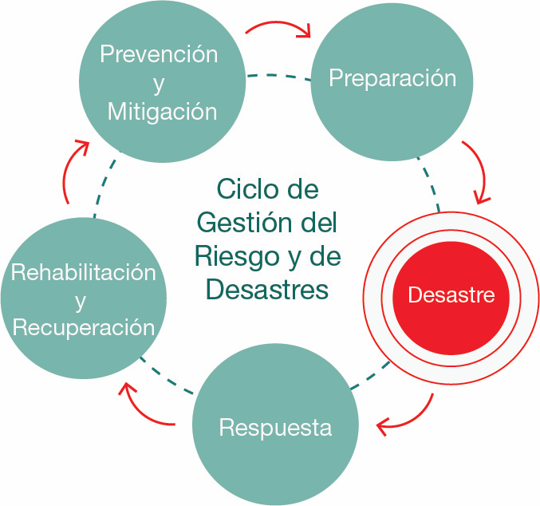 Prevención
y
Mitigación
Preparación
Ciclo de
Gestión del
Riesgo y de
Desastres
Desastre
Respuesta
Rehabilitación
y
Recuperación